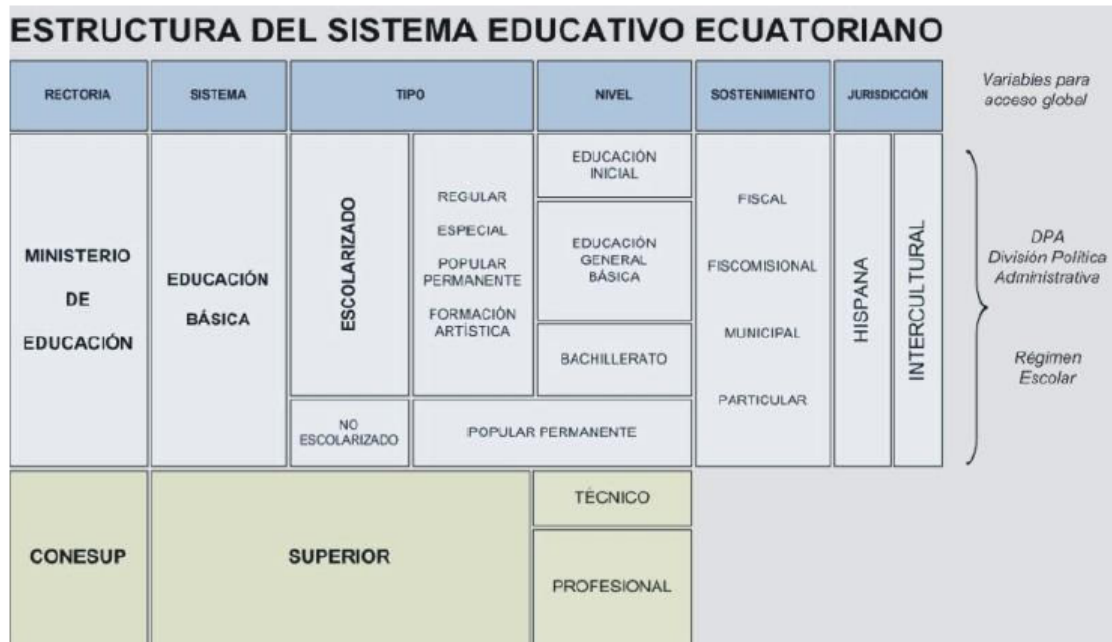 ESTRUCTURA DEL SISTEMA EDUCATIVO ECUATORIANO
RECTORIA
SISTEMA
TIPO
NIVEL
SOSTENIMIENTO
JURISDICCIÓN
Variables para
acceso global
MINISTERIO
DE
EDUCACIÓN
EDUCACIÓN
BÁSICA
ESCOLARIZADO
REGULAR
ESPECIAL
POPULAR
PERMANENTE
FORMACIÓN
ARTÍSTICA
EDUCACIÓN
INICIAL
EDUCACIÓN
GENERAL
BÁSICA
BACHILLERATO
NO
ESCOLARIZADO
POPULAR PERMANENTE
FISCAL
FISCOMISIONAL
MUNICIPAL
PARTICULAR
HISPANA
INTERCULTURAL
DPA
División Política
Administrativa
Régimen
Escolar
CONESUP
SUPERIOR
TÉCNICO
PROFESIONAL